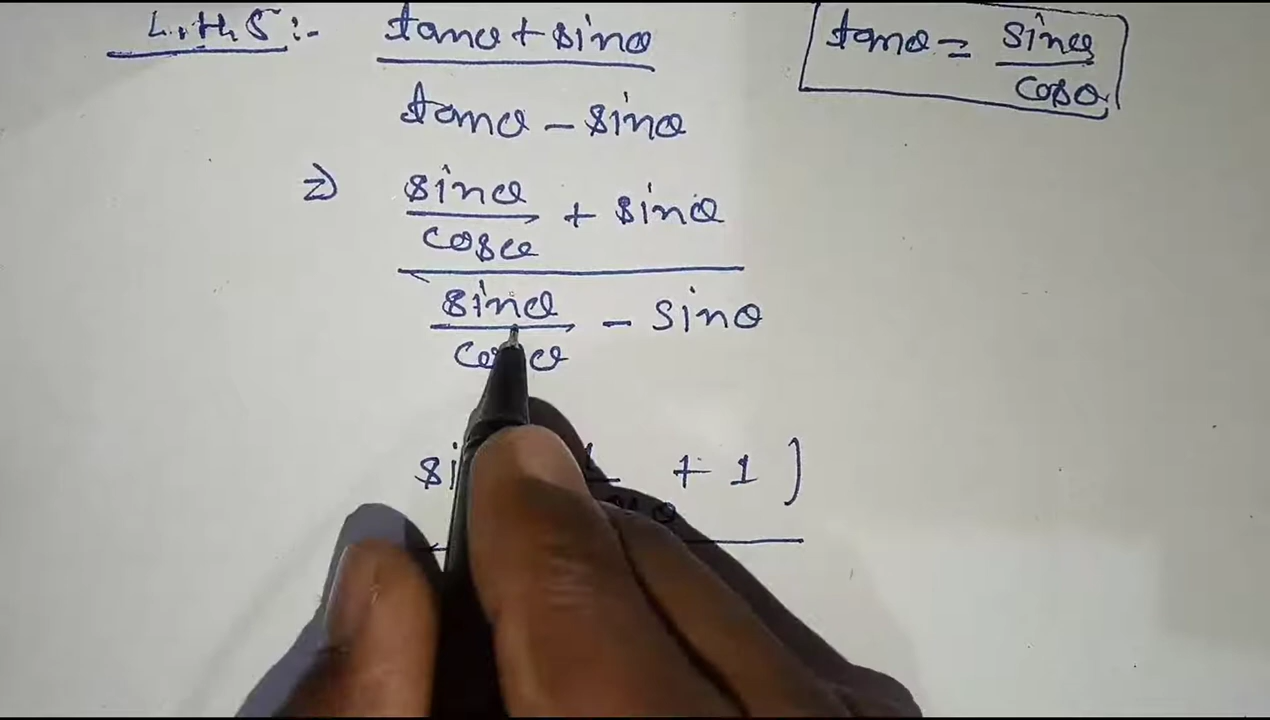 L.H.S :- tanθ + sinθ
tanθ - sinθ
tanθ = sinθ
cosθ
⇒ sinθ + sinθ
cosθ
sinθ - sinθ
cosθ
+ 1 ]